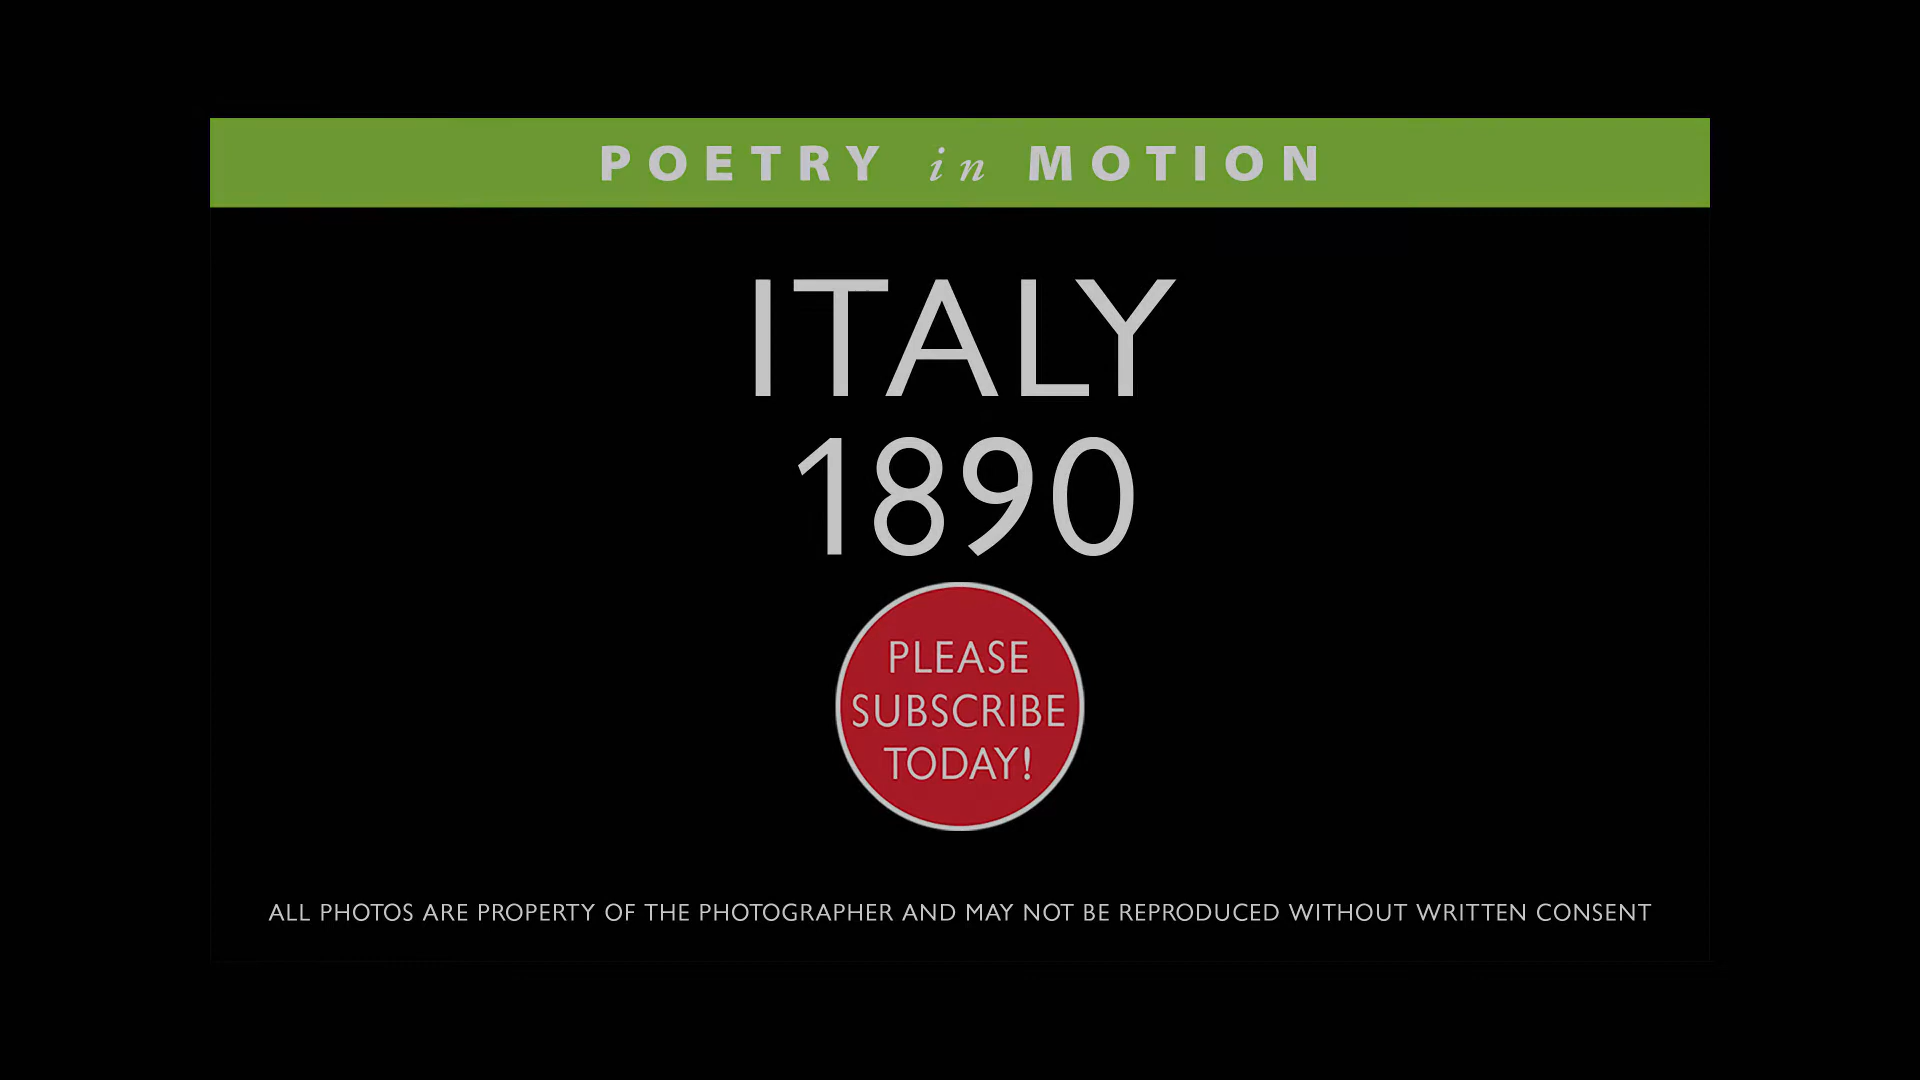 POETRY in MOTION
ITALY
1890
PLEASE
SUBSCRIBE
TODAY!
ALL PHOTOS ARE PROPERTY OF THE PHOTOGRAPHER AND MAY NOT BE REPRODUCED WITHOUT WRITTEN CONSENT